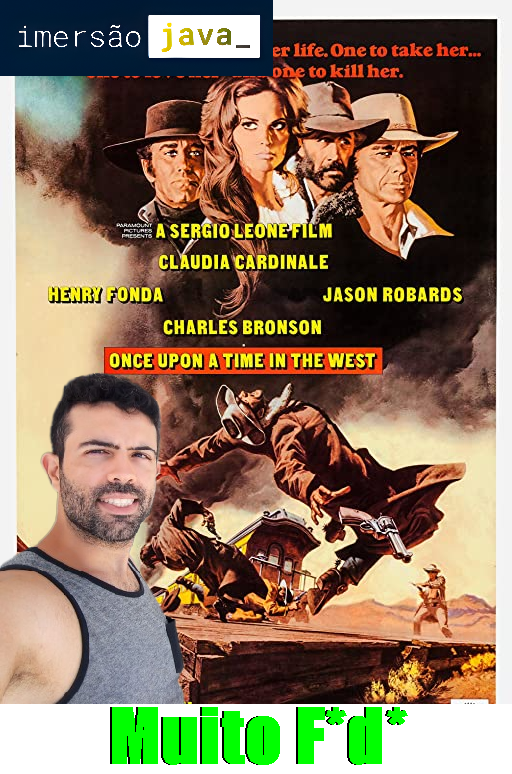 imersão java_
er life. One to take her...
one to kill her.
PARAMOUNT
PICTURES
PRESENTS
A SERGIO LEONE FILM
CLAUDIA CARDINALE
HENRY FONDA
JASON ROBARDS
CHARLES BRONSON
ONCE UPON A TIME IN THE WEST
Muito F*d*